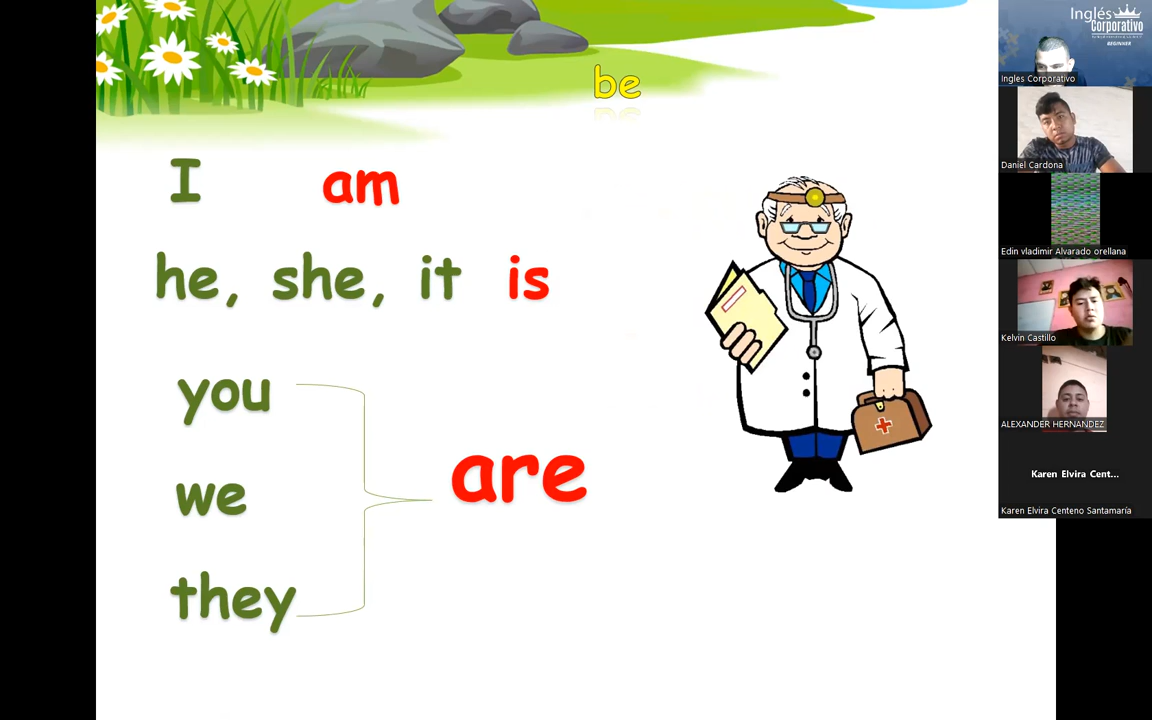 be
I am
he, she, it is
you
we
they
are
Inglés
Corporativo
BEGINNER
Ingles Corporativo
Daniel Cardona
Edin vladimir Alvarado orellana
Kelvin Castillo
ALEXANDER HERNANDEZ
Karen Elvira Cent...
Karen Elvira Centeno Santamaría